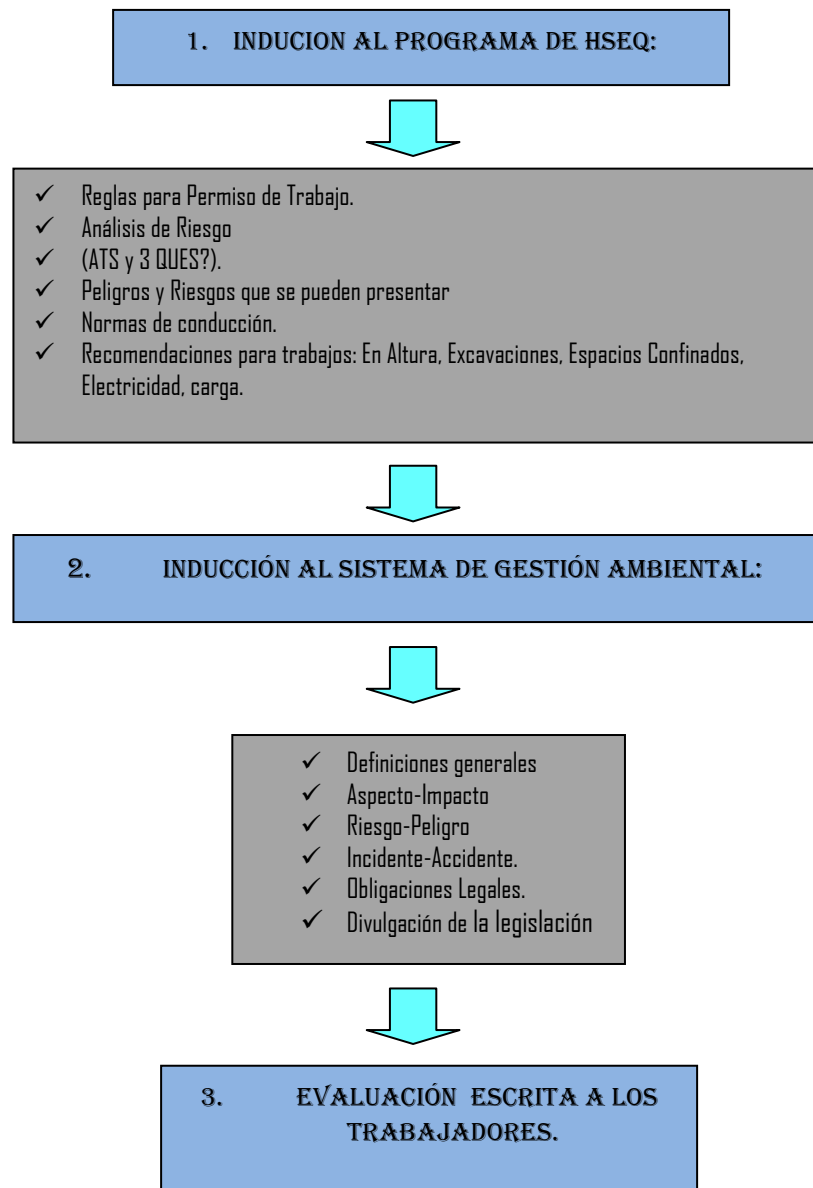 1. INDUCION AL PROGRAMA DE HSEQ:
✓ Reglas para Permiso de Trabajo.
✓ Análisis de Riesgo
✓ (ATS y 3 QUES?).
✓ Peligros y Riesgos que se pueden presentar
✓ Normas de conducción.
✓ Recomendaciones para trabajos: En Altura, Excavaciones, Espacios Confinados,
Electricidad, carga.
2. INDUCCIÓN AL SISTEMA DE GESTIÓN AMBIENTAL:
✓ Definiciones generales
✓ Aspecto-Impacto
✓ Riesgo-Peligro
✓ Incidente-Accidente.
✓ Obligaciones Legales.
✓ Divulgación de la legislación
3. EVALUACIÓN ESCRITA A LOS
TRABAJADORES.